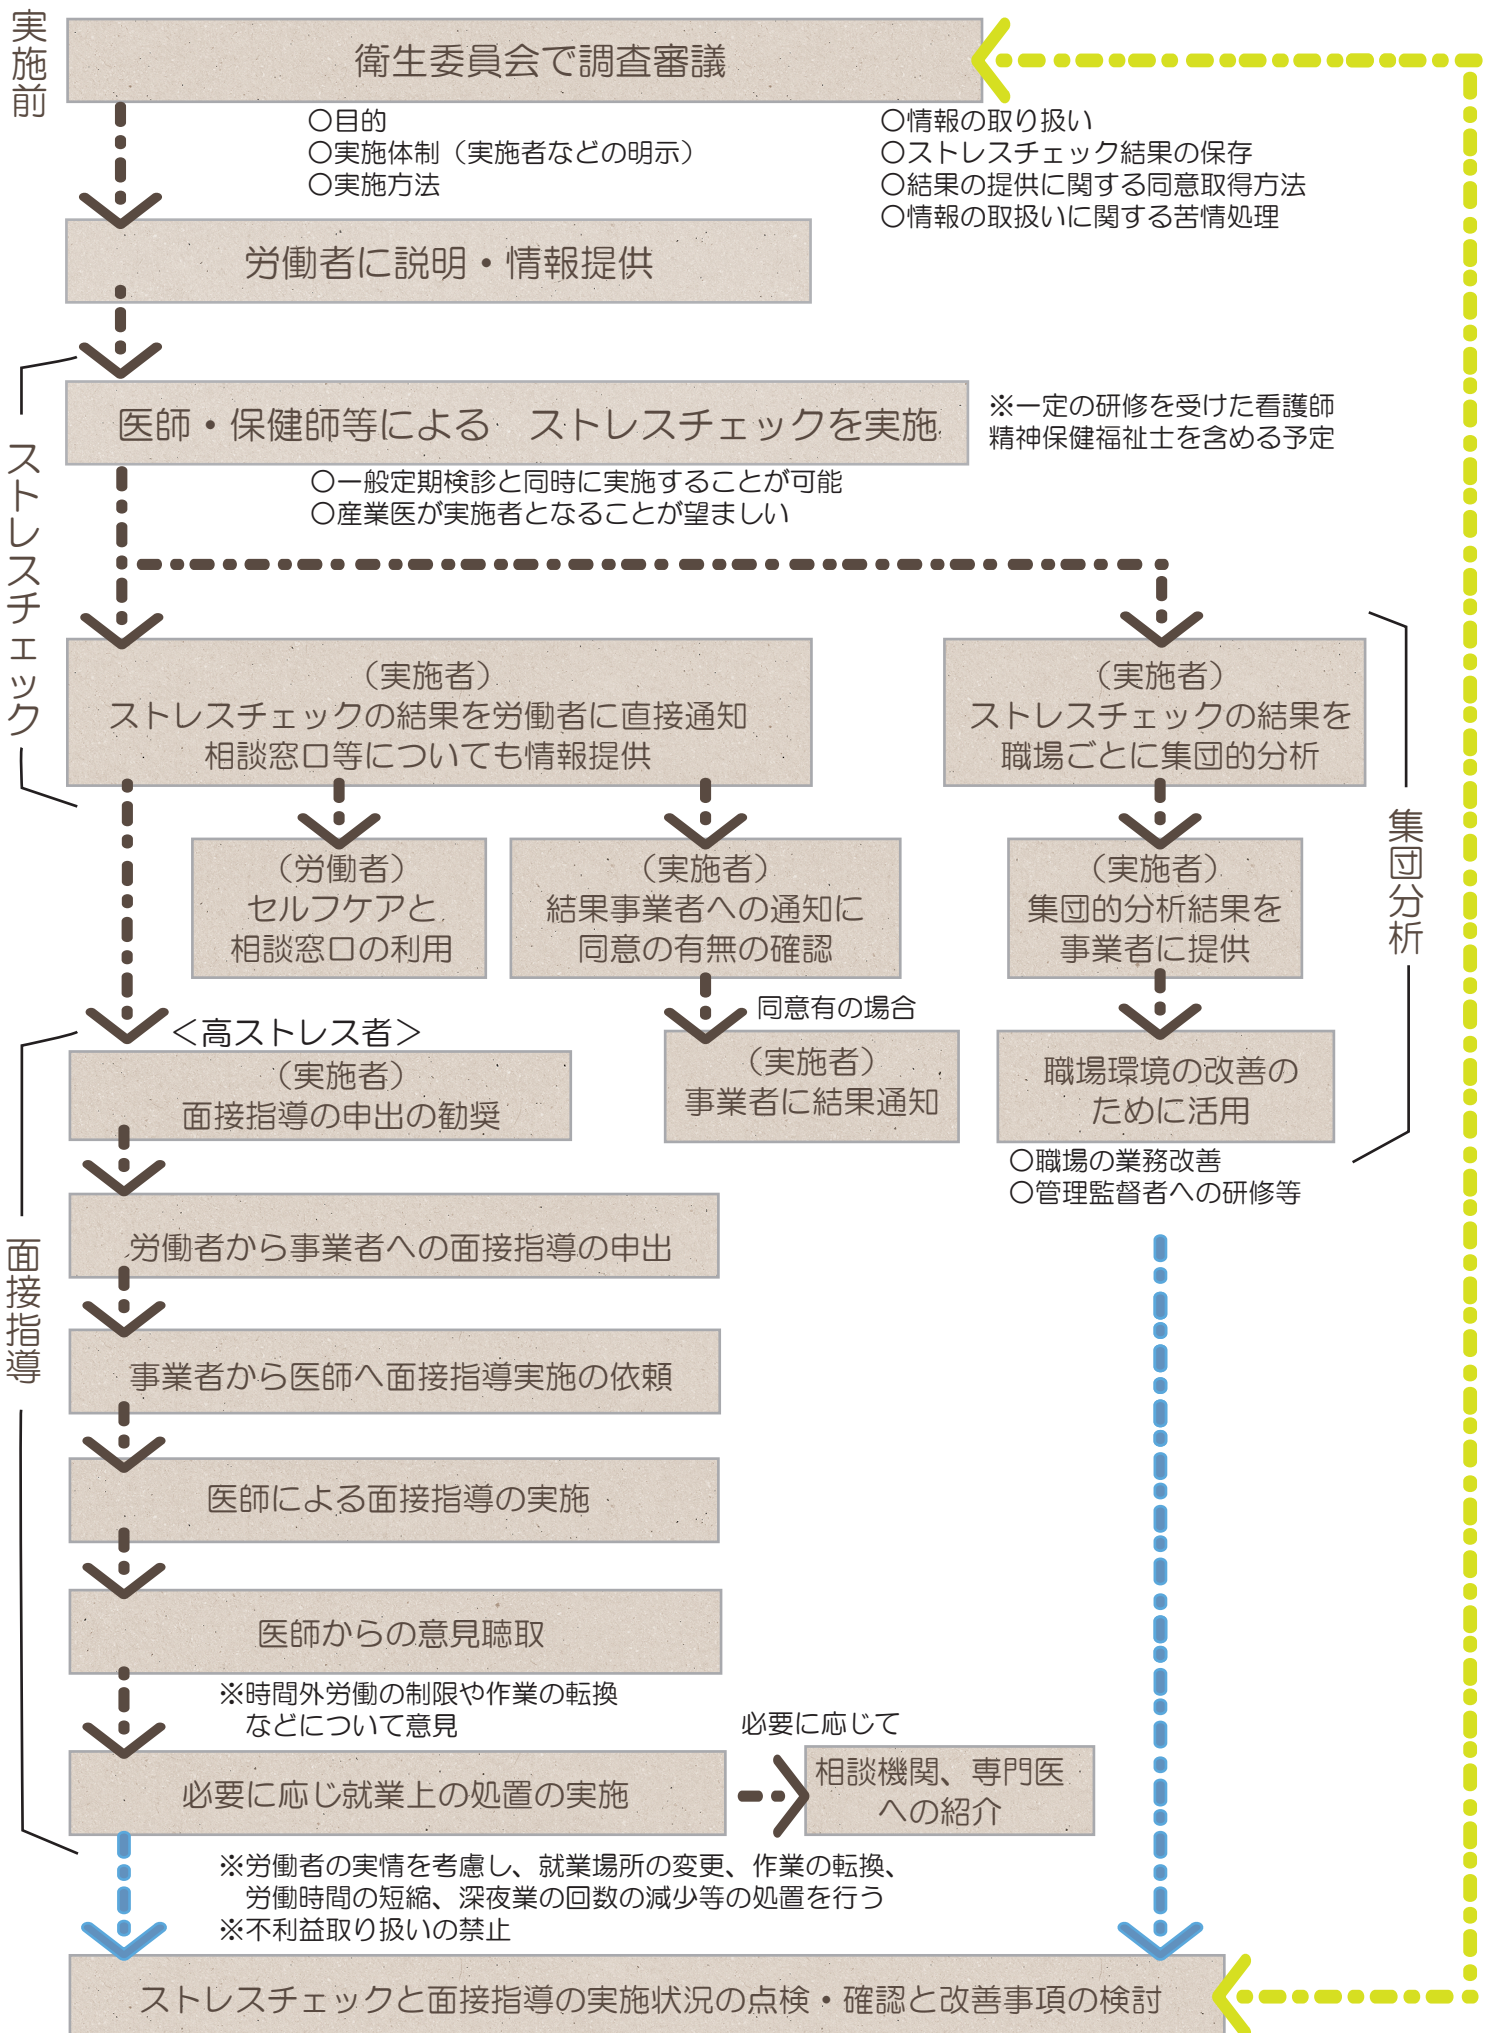 実施前
衛生委員会で調査審議
○目的
○実施体制（実施者などの明示）
○実施方法
○情報の取り扱い
○ストレスチェック結果の保存
○結果の提供に関する同意取得方法
○情報の取扱いに関する苦情処理
労働者に説明・情報提供
ストレスチェック
医師・保健師等による　ストレスチェックを実施
※一定の研修を受けた看護師
精神保健福祉士を含める予定
○一般定期検診と同時に実施することが可能
○産業医が実施者となることが望ましい
（実施者）
ストレスチェックの結果を労働者に直接通知
相談窓口等についても情報提供
（実施者）
ストレスチェックの結果を
職場ごとに集団的分析
集団分析
（労働者）
セルフケアと
相談窓口の利用
（実施者）
結果事業者への通知に
同意の有無の確認
（実施者）
集団的分析結果を
事業者に提供
同意有の場合
（実施者）
事業者に結果通知
職場環境の改善の
ために活用
○職場の業務改善
○管理監督者への研修等
面接指導
＜高ストレス者＞
（実施者）
面接指導の申出の勧奨
労働者から事業者への面接指導の申出
事業者から医師へ面接指導実施の依頼
医師による面接指導の実施
医師からの意見聴取
※時間外労働の制限や作業の転換
などについて意見
必要に応じ就業上の処置の実施
必要に応じて
相談機関、専門医
への紹介
※労働者の実情を考慮し、就業場所の変更、作業の転換、
労働時間の短縮、深夜業の回数の減少等の処置を行う
※不利益取り扱いの禁止
ストレスチェックと面接指導の実施状況の点検・確認と改善事項の検討